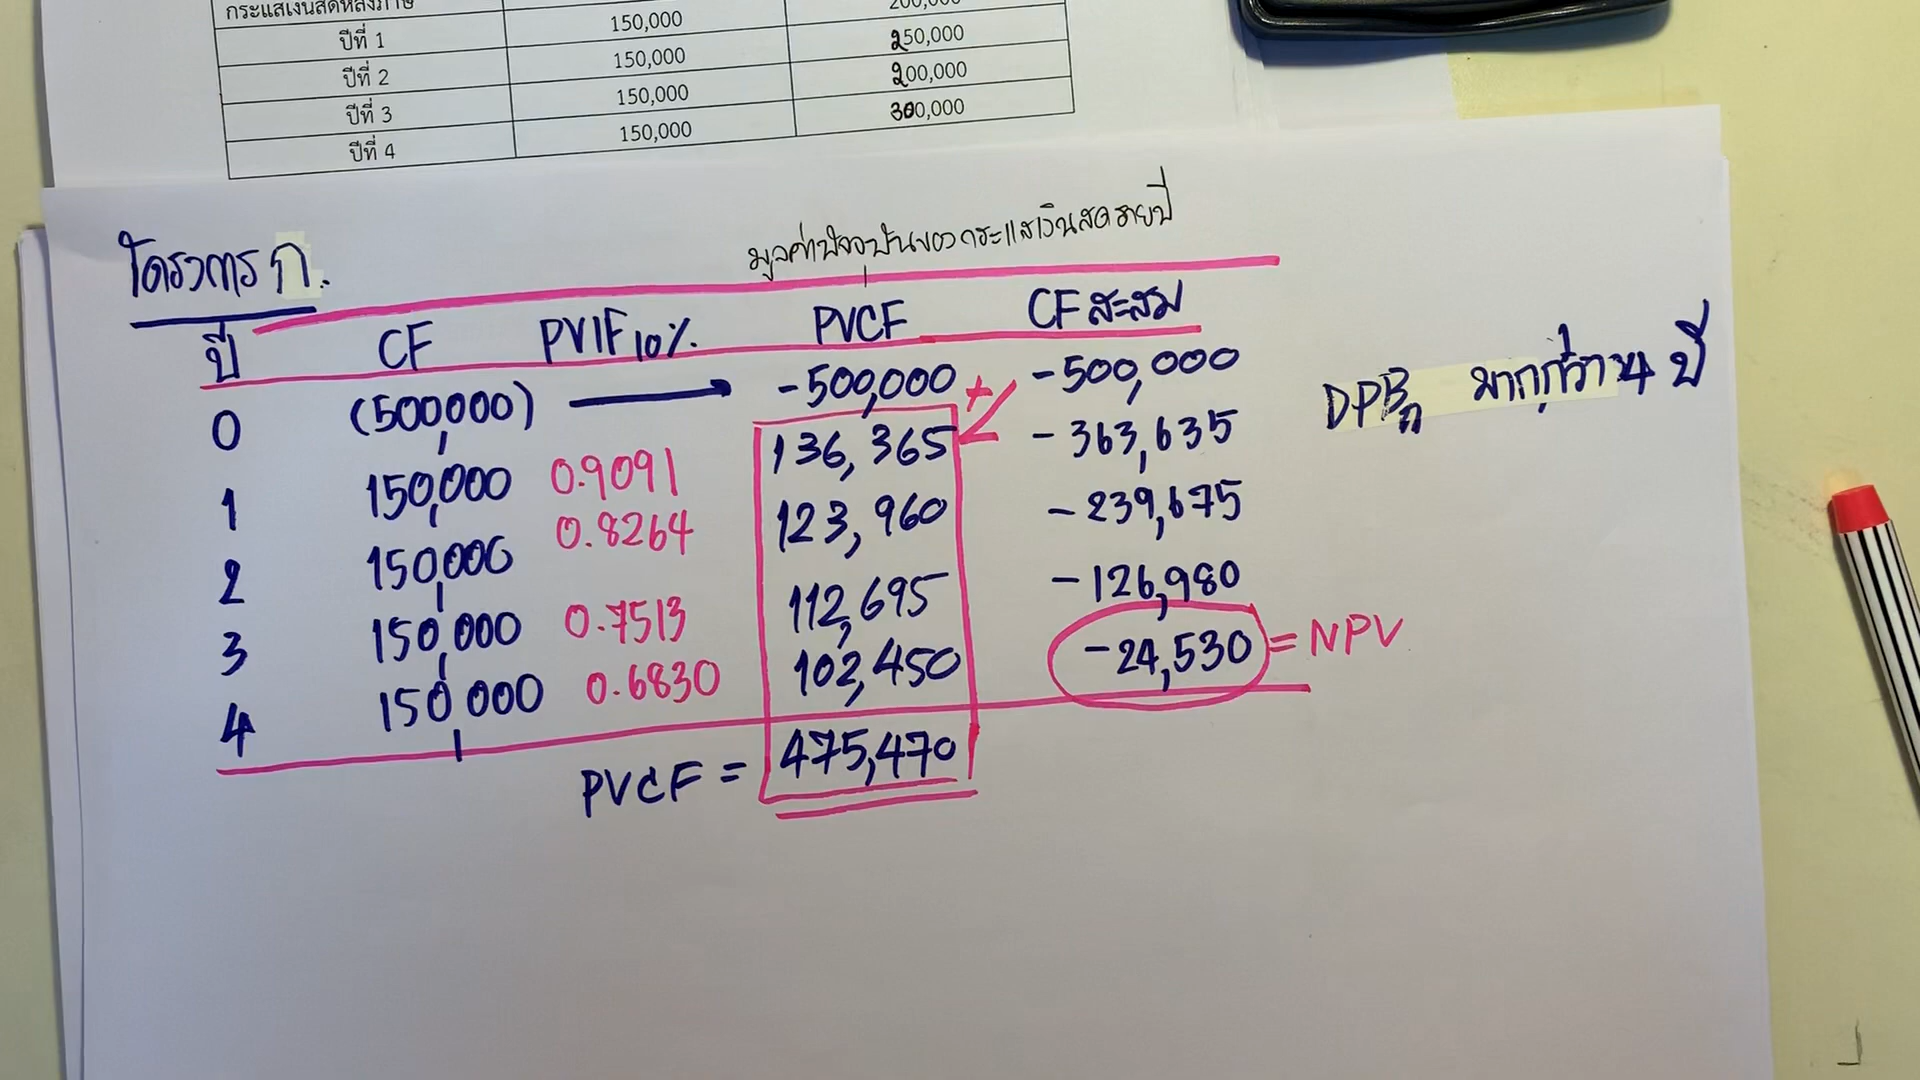 กระแสเงินสดหลังภาษี 200,000
ปีที่ 1 150,000 250,000
ปีที่ 2 150,000 200,000
ปีที่ 3 150,000 300,000
ปีที่ 4 150,000
โครงการ ก.
มูลค่าปัจจุบันของกระแสเงินสดรายปี
ปี CF PVIF10% PVCF CFสะสม
0 (500,000) -500,000 + -500,000
1 150,000 0.9091 136,365 -363,635
2 150,000 0.8264 123,960 -239,675
3 150,000 0.7513 112,695 -126,980
4 150,000 0.6830 102,450 -24,530 = NPV
PVCF = 475,470
DPBก มากกว่า 4 ปี